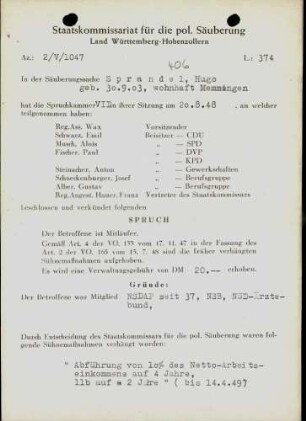 Staatskommissariat für die pol. Säuberung
Land Württemberg-Hohenzollern
Az.: 2/V/1047 L.: 374
406
In der Säuberungssache S p r a n d e l, Hugo
geb. 30.9.03, wohnhaft Memmingen
hat die Spruchkammer VII in ihrer Sitzung am 20.8.48 , an welcher
teilgenommen haben:
Reg.Ass. Wax Vorsitzender
Schwarz, Emil Beisitzer — CDU
Musch, Alois „ — SPD
Fischer, Paul „ — DVP
„ — KPD
Steimacher, Anton „ — Gewerkschaften
Schneckenburger, Josef „ — Berufsgruppe
Aller, Gustav „ — Berufsgruppe
Reg.Angest. Hauer, Franz Vertreter des Staatskommissars
beschlossen und verkündet folgenden
SPRUCH
Der Betroffene ist Mitläufer.
Gemäß Art. 4 der VO. 133 vom 17. 11. 47 in der Fassung des
Art. 2 der VO. 165 vom 15. 7. 48 sind die früher verhängten
Sühnemaßnahmen aufgehoben.
Es wird eine Verwaltungsgebühr von DM 20.-- erhoben.
Gründe:
Der Betroffene war Mitglied NSDAP seit 37, NSB, NSD-Ärzte-
bund,
Durch Entscheidung des Staatskommissars für die pol. Säuberung waren fol-
gende Sühnemaßnahmen verhängt worden:
" Abführung von 10% des Netto-Arbeits-
einkommens auf 4 Jahre,
11b auf 2 Jahre " ( bis 14.4.49)